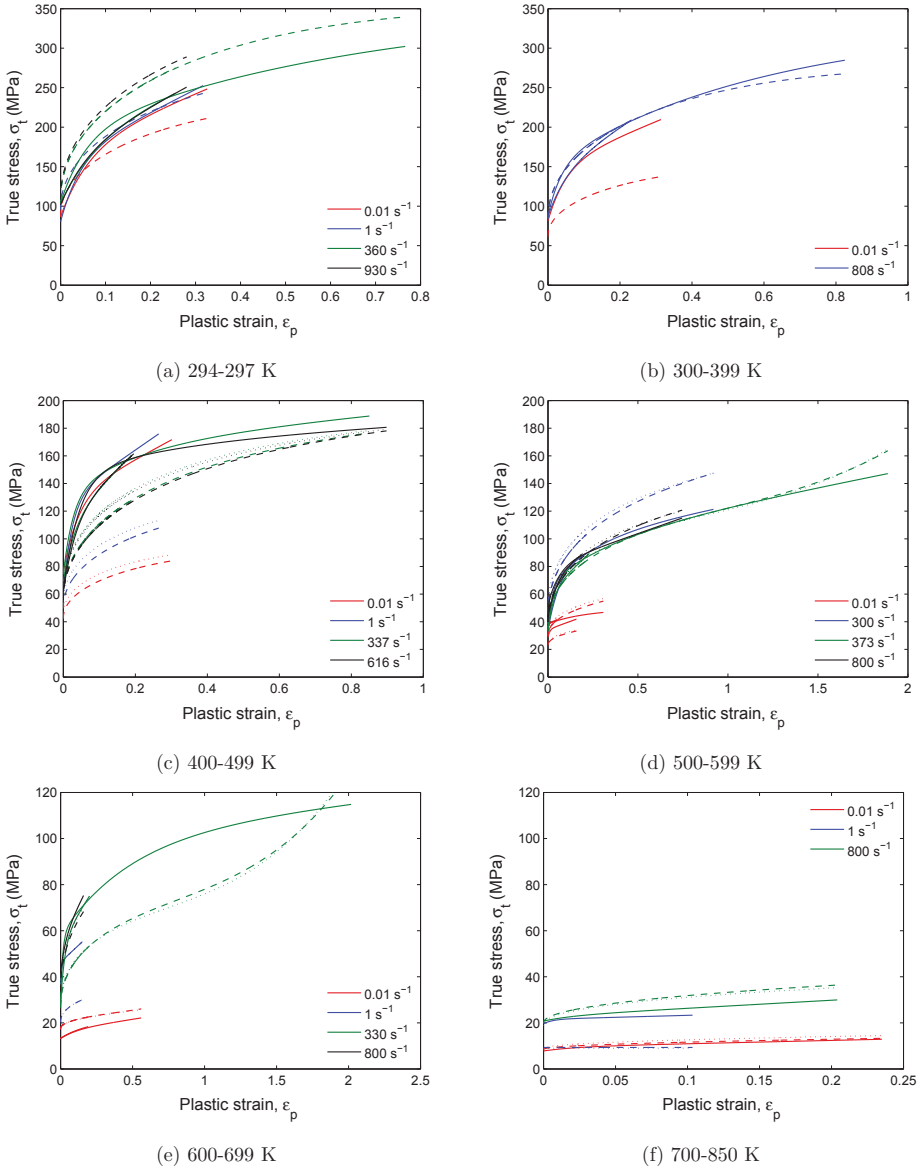 350
300
250
200
150
100
50
0
True stress, σt (MPa)
0 0.1 0.2 0.3 0.4 0.5 0.6 0.7 0.8
Plastic strain, εp
0.01 s−1
1 s−1
360 s−1
930 s−1
(a) 294-297 K
350
300
250
200
150
100
50
0
True stress, σt (MPa)
0 0.2 0.4 0.6 0.8 1
Plastic strain, εp
0.01 s−1
808 s−1
(b) 300-399 K
200
180
160
140
120
100
80
60
40
20
0
True stress, σt (MPa)
0 0.2 0.4 0.6 0.8 1
Plastic strain, εp
0.01 s−1
1 s−1
337 s−1
616 s−1
(c) 400-499 K
200
180
160
140
120
100
80
60
40
20
0
True stress, σt (MPa)
0 0.5 1 1.5 2
Plastic strain, εp
0.01 s−1
300 s−1
373 s−1
800 s−1
(d) 500-599 K
120
100
80
60
40
20
0
True stress, σt (MPa)
0 0.5 1 1.5 2 2.5
Plastic strain, εp
0.01 s−1
1 s−1
330 s−1
800 s−1
(e) 600-699 K
120
100
80
60
40
20
0
True stress, σt (MPa)
0 0.05 0.1 0.15 0.2 0.25
Plastic strain, εp
0.01 s−1
1 s−1
800 s−1
(f) 700-850 K